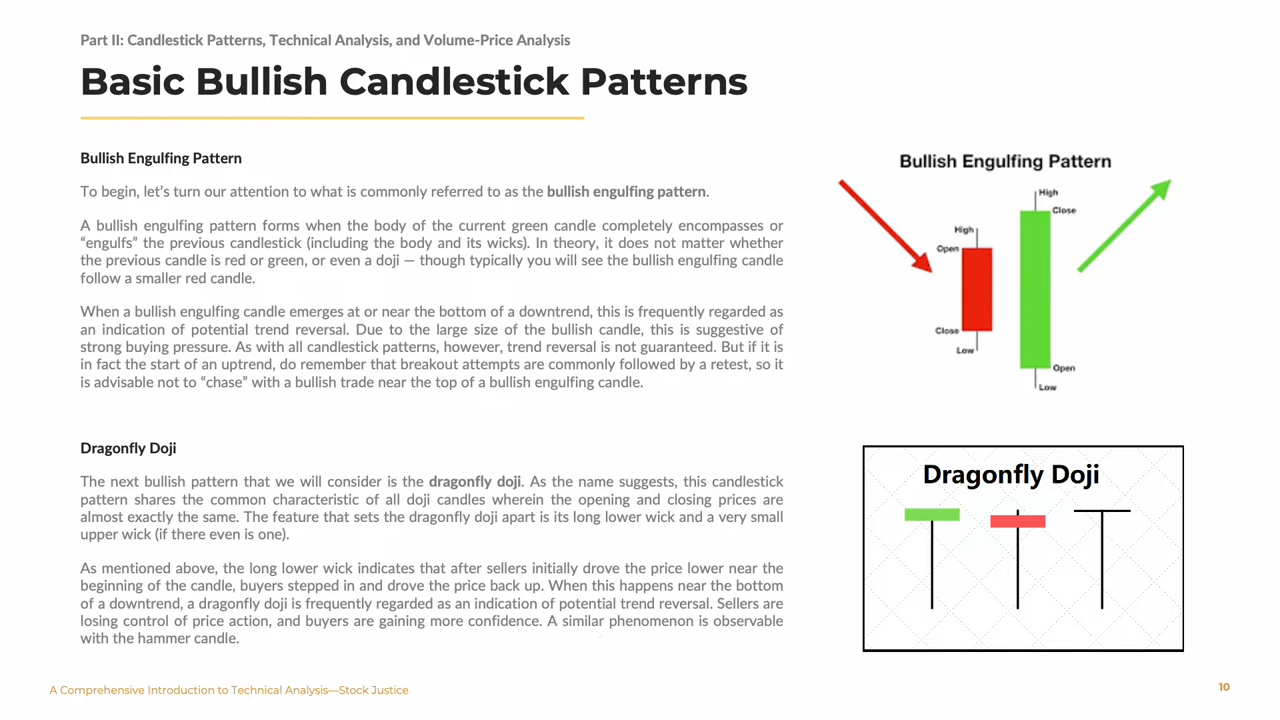 Part II: Candlestick Patterns, Technical Analysis, and Volume-Price Analysis
Basic Bullish Candlestick Patterns
Bullish Engulfing Pattern
To begin, let's turn our attention to what is commonly referred to as the bullish engulfing pattern.
A bullish engulfing pattern forms when the body of the current green candle completely encompasses or
“engulfs” the previous candlestick (including the body and its wicks). In theory, it does not matter whether
the previous candle is red or green, or even a doji — though typically you will see the bullish engulfing candle
follow a smaller red candle.
When a bullish engulfing candle emerges at or near the bottom of a downtrend, this is frequently regarded as
an indication of potential trend reversal. Due to the large size of the bullish candle, this is suggestive of
strong buying pressure. As with all candlestick patterns, however, trend reversal is not guaranteed. But if it is
in fact the start of an uptrend, do remember that breakout attempts are commonly followed by a retest, so it
is advisable not to “chase” with a bullish trade near the top of a bullish engulfing candle.
Bullish Engulfing Pattern
High
Close
High
Open
Close
Low
Open
Low
Dragonfly Doji
The next bullish pattern that we will consider is the dragonfly doji. As the name suggests, this candlestick
pattern shares the common characteristic of all doji candles wherein the opening and closing prices are
almost exactly the same. The feature that sets the dragonfly doji apart is its long lower wick and a very small
upper wick (if there even is one).
As mentioned above, the long lower wick indicates that after sellers initially drove the price lower near the
beginning of the candle, buyers stepped in and drove the price back up. When this happens near the bottom
of a downtrend, a dragonfly doji is frequently regarded as an indication of potential trend reversal. Sellers are
losing control of price action, and buyers are gaining more confidence. A similar phenomenon is observable
with the hammer candle.
Dragonfly Doji
A Comprehensive Introduction to Technical Analysis—Stock Justice
10